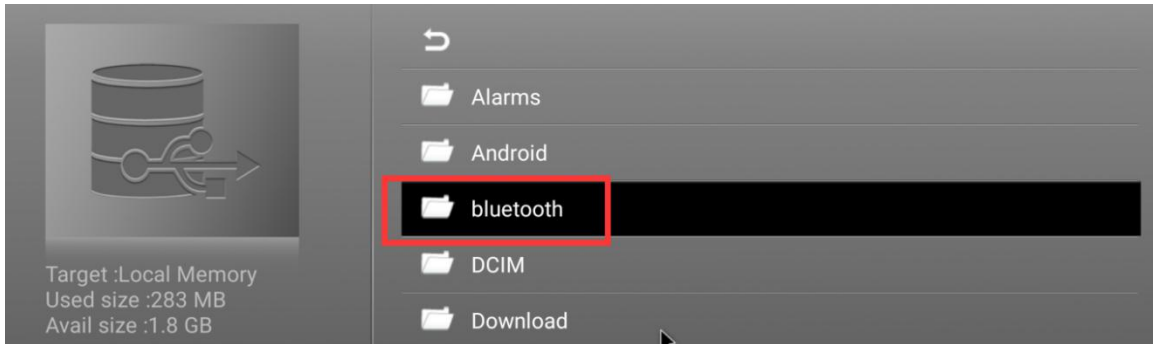 Alarms
Android
bluetooth
DCIM
Download
Target :Local Memory
Used size :283 MB
Avail size :1.8 GB